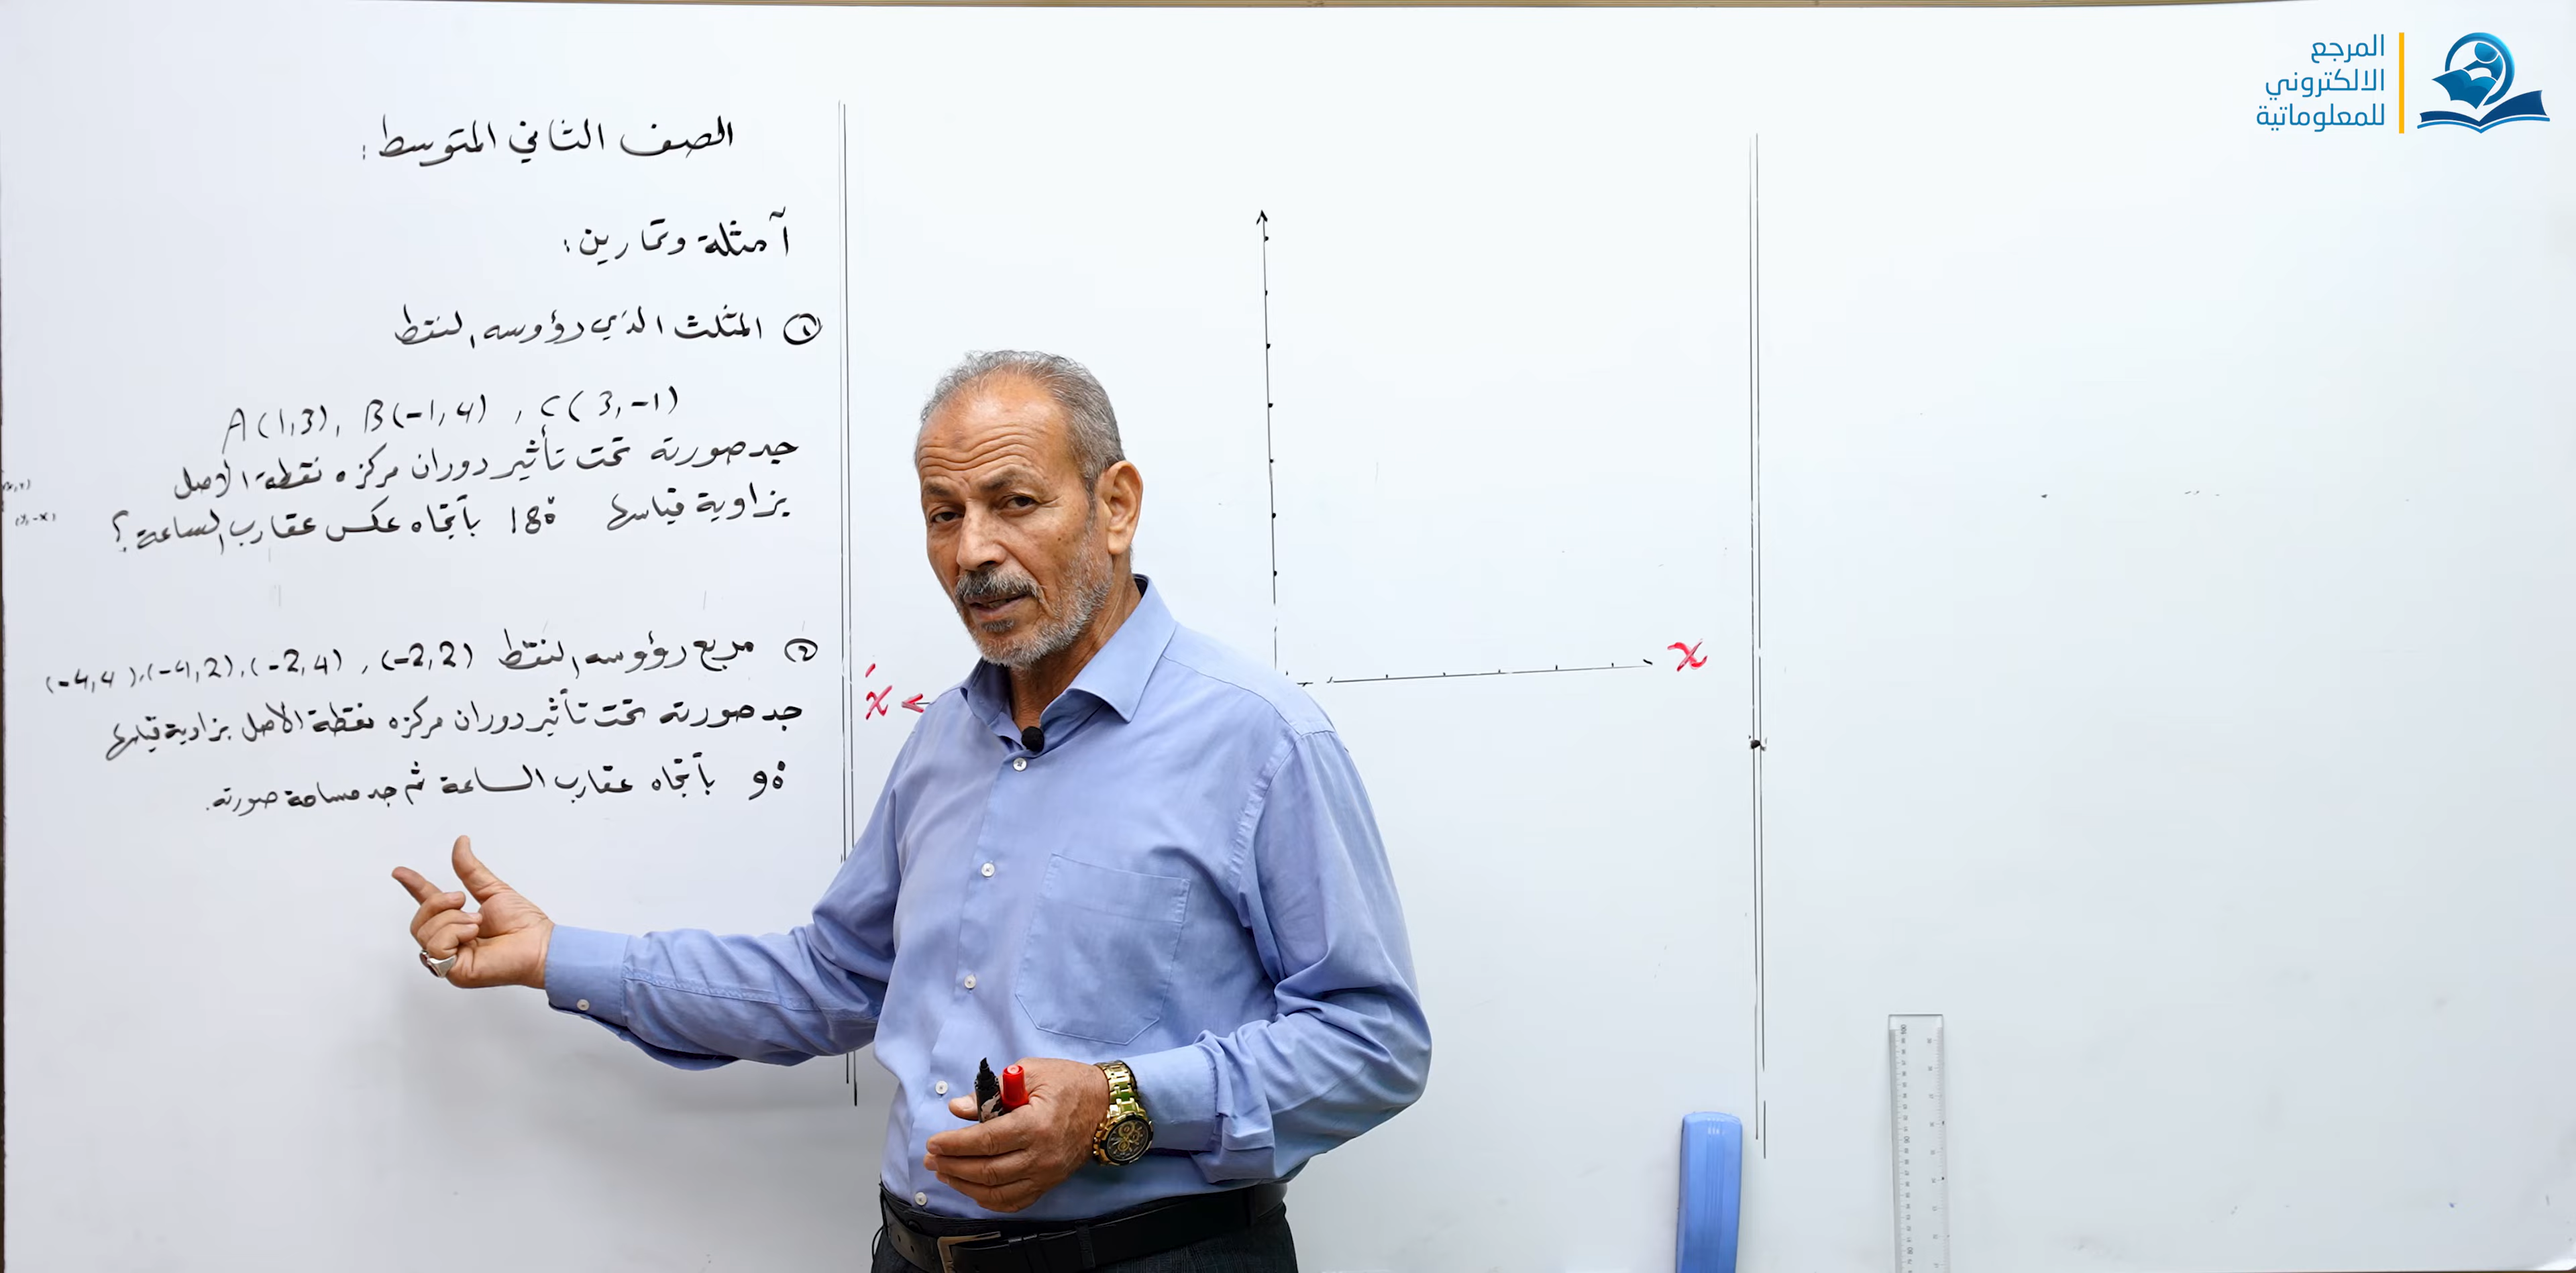 المرجع
الالكتروني
للمعلوماتية
الصف الثاني المتوسط :
أمثلة وتمارين :
① المثلث الذي رؤوسه النقط
A(1,3), B(-1,4) , C(3,-1)
جد صورته تحت تأثير دوران مركزه نقطة الاصل
بزاوية قياسها 180° بأتجاه عكس عقارب الساعة ؟
② مربع رؤوسه النقط (-2,2) , (-2,4), (-4,2), (-4,4)
جد صورته تحت تأثير دوران مركزه نقطة الاصل بزاوية قياسها
90° بأتجاه عقارب الساعة ثم جد مساحة صورته.
(y,-x)
x́
x